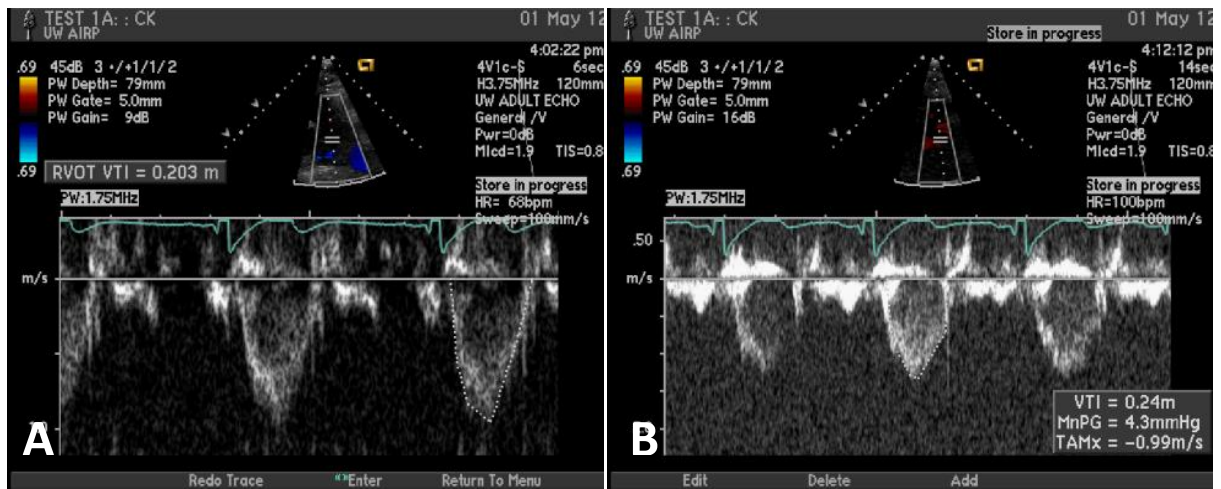 TEST 1A: : CK
UW AIRP
01 May 12
4:02:22 pm
.69
45dB 3 •/+1/1/2
PW Depth= 79mm
PW Gate= 5.0mm
PW Gain= 9dB
.69
RVOT VTI = 0.203 m
4V1c-S 6sec
H3.75MHz 120mm
UW ADULT ECHO
General /V
Pwr=0dB
MIcd=1.9 TIS=0.8
Store in progress
HR= 68bpm
Sweep=100mm/s
PW:1.75MHz
m/s
A
Redo Trace
Enter
Return To Menu
TEST 1A: : CK
UW AIRP
01 May 12
Store in progress
4:12:12 pm
.69
45dB 3 •/+1/1/2
PW Depth= 79mm
PW Gate= 5.0mm
PW Gain= 16dB
.69
4V1c-S 14sec
H3.75MHz 120mm
UW ADULT ECHO
General /V
Pwr=0dB
MIcd=1.9 TIS=0.8
Store in progress
HR=100bpm
Sweep=100mm/s
PW:1.75MHz
.50
m/s
B
VTI = 0.24m
MnPG = 4.3mmHg
TAMx = -0.99m/s
Edit
Delete
Add